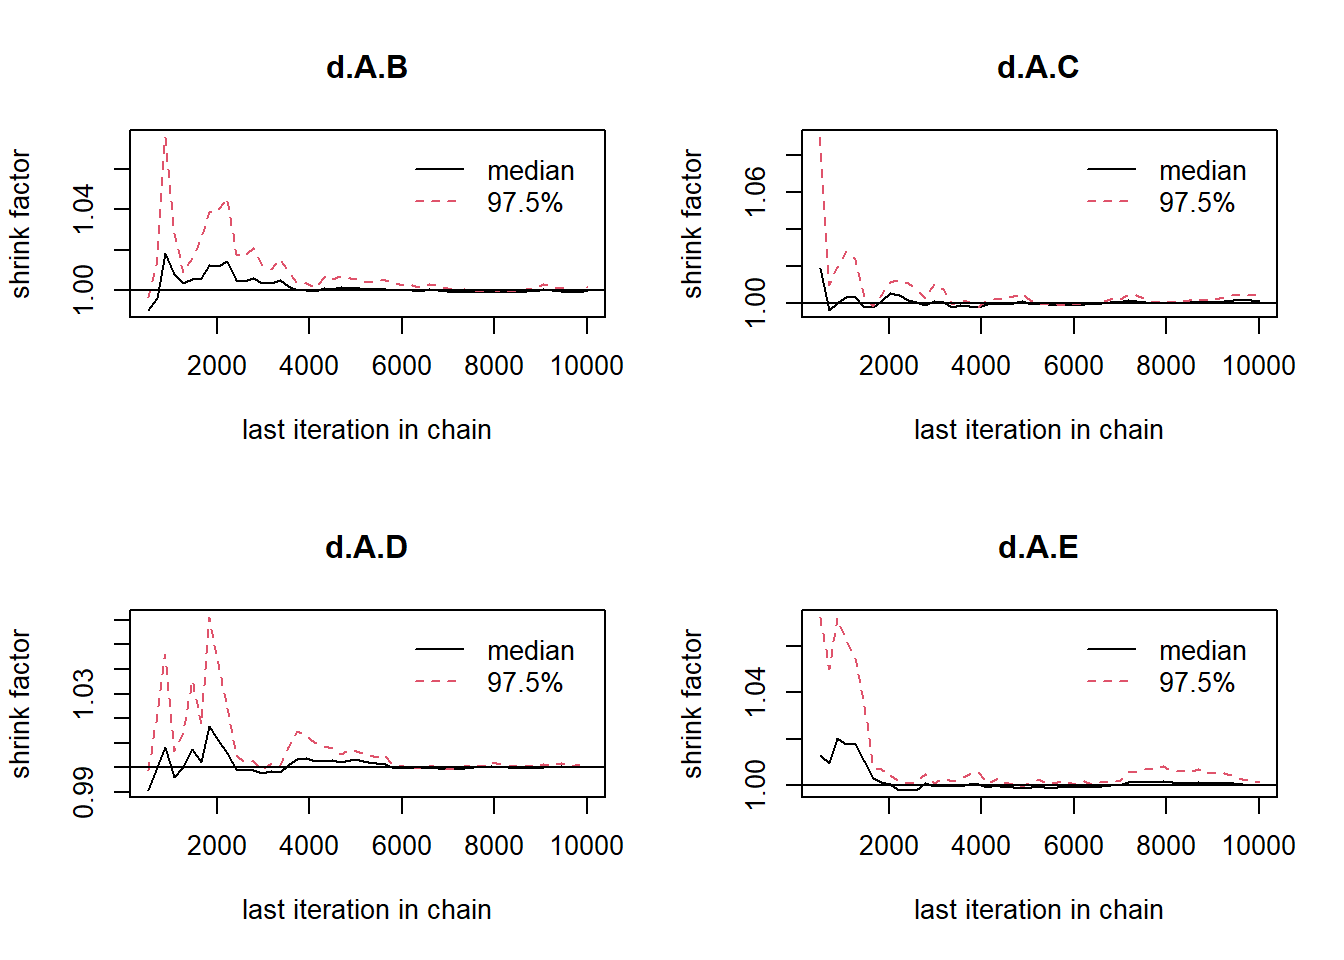 d.A.B
shrink factor
1.00 1.04
median
97.5%
2000 4000 6000 8000 10000
last iteration in chain
d.A.C
shrink factor
1.00 1.06
median
97.5%
2000 4000 6000 8000 10000
last iteration in chain
d.A.D
shrink factor
0.99 1.03
median
97.5%
2000 4000 6000 8000 10000
last iteration in chain
d.A.E
shrink factor
1.00 1.04
median
97.5%
2000 4000 6000 8000 10000
last iteration in chain